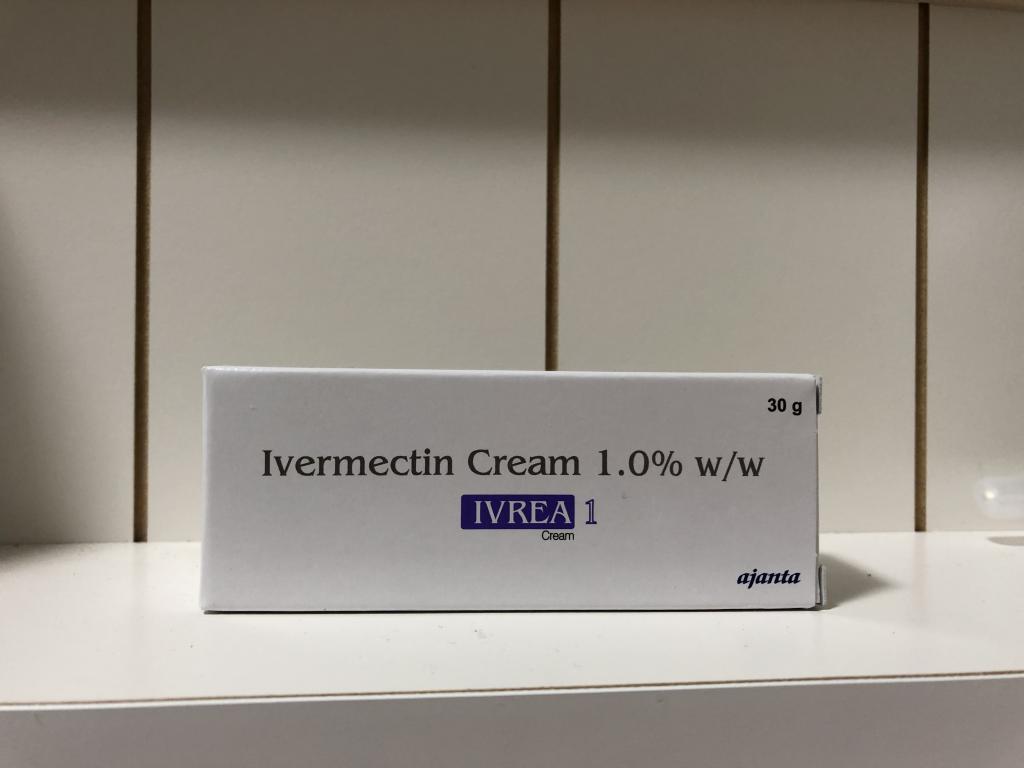 30 g
Ivermectin Cream 1.0% w/w
IVREA 1
Cream
ajanta